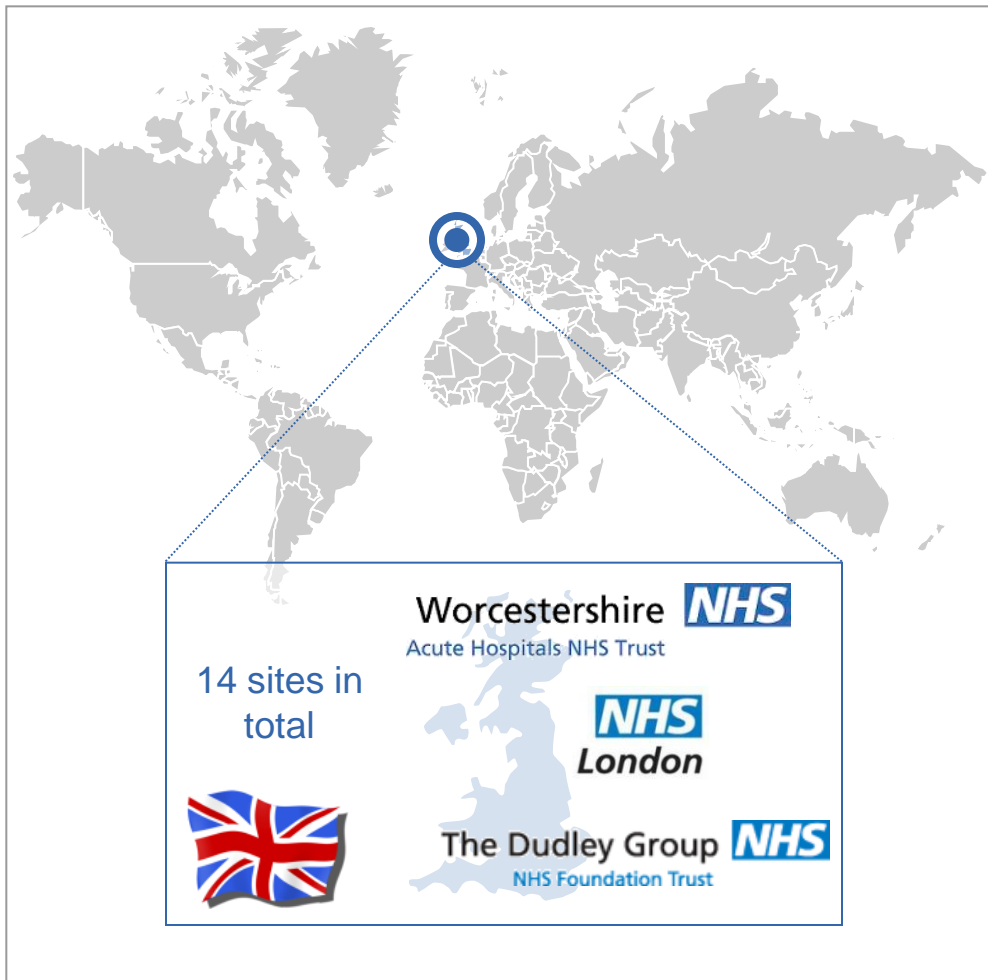 Worcestershire NHS
Acute Hospitals NHS Trust
14 sites in
total
NHS
London
The Dudley Group NHS
NHS Foundation Trust